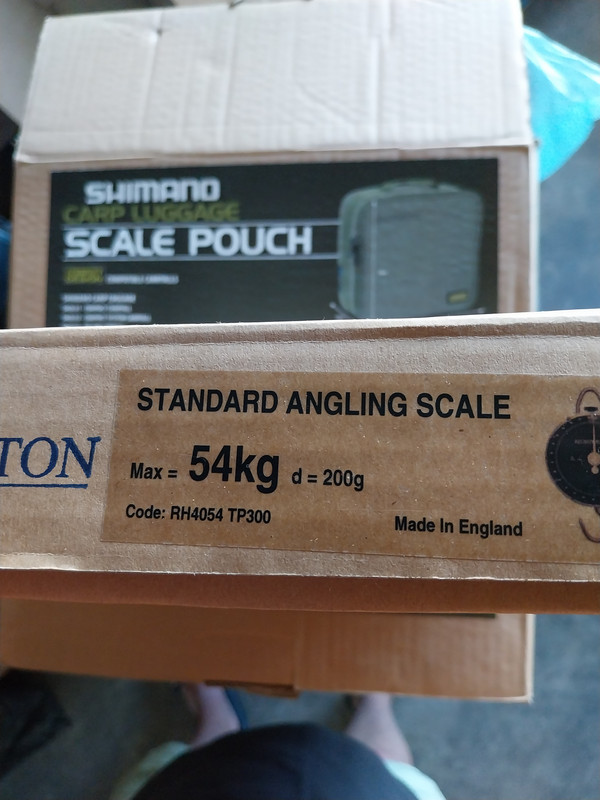 SHIMANO
CARP LUGGAGE
SCALE POUCH
TON
STANDARD ANGLING SCALE
Max = 54kg d = 200g
Code: RH4054 TP300
Made In England